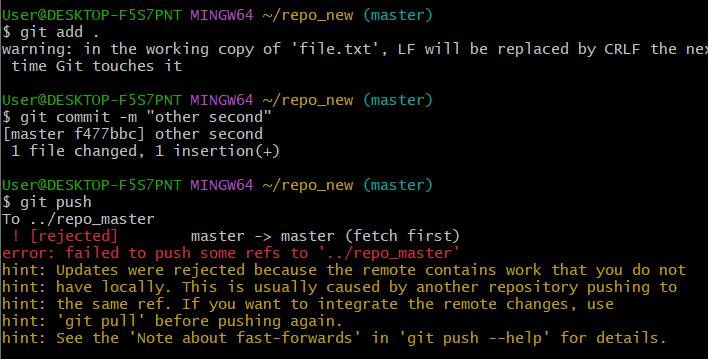 User@DESKTOP-F5S7PNT MINGW64 ~/repo_new (master)
$ git add .
warning: in the working copy of 'file.txt', LF will be replaced by CRLF the nex
 time Git touches it
User@DESKTOP-F5S7PNT MINGW64 ~/repo_new (master)
$ git commit -m "other second"
[master f477bbc] other second
 1 file changed, 1 insertion(+)
User@DESKTOP-F5S7PNT MINGW64 ~/repo_new (master)
$ git push
To ../repo_master
 ! [rejected]        master -> master (fetch first)
error: failed to push some refs to '../repo_master'
hint: Updates were rejected because the remote contains work that you do not
hint: have locally. This is usually caused by another repository pushing to
hint: the same ref. If you want to integrate the remote changes, use
hint: 'git pull' before pushing again.
hint: See the 'Note about fast-forwards' in 'git push --help' for details.